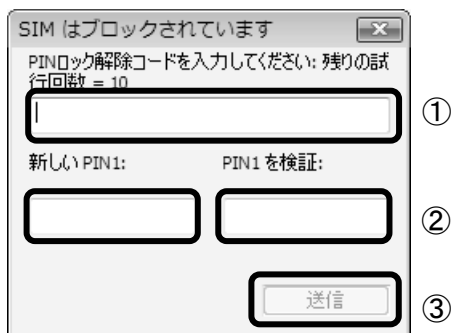 SIM はブロックされています
PINロック解除コードを入力してください: 残りの試
行回数 = 10
①
新しい PIN1: PIN1 を検証:
②
送信
③